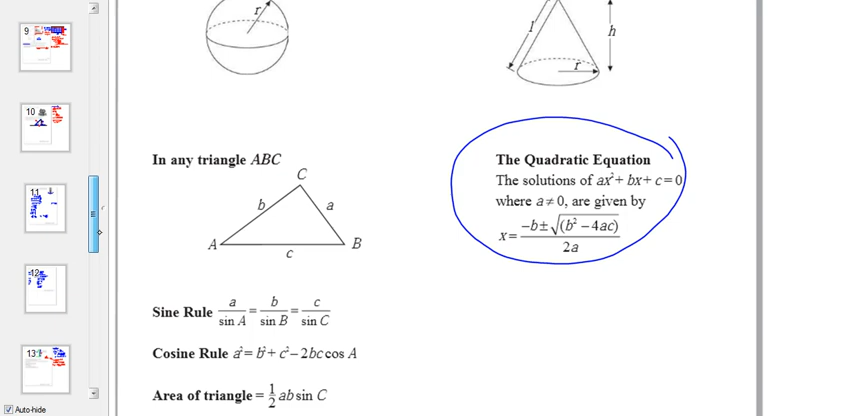 9
10
11
12
13
r
l
h
r
In any triangle ABC
C
b
a
A
B
c
Sine Rule a/sin A = b/sin B = c/sin C
Cosine Rule a² = b² + c² – 2bc cos A
Area of triangle = 1/2 ab sin C
The Quadratic Equation
The solutions of ax² + bx + c = 0
where a ≠ 0, are given by
x = (–b ± √(b² – 4ac))/2a
Auto-hide